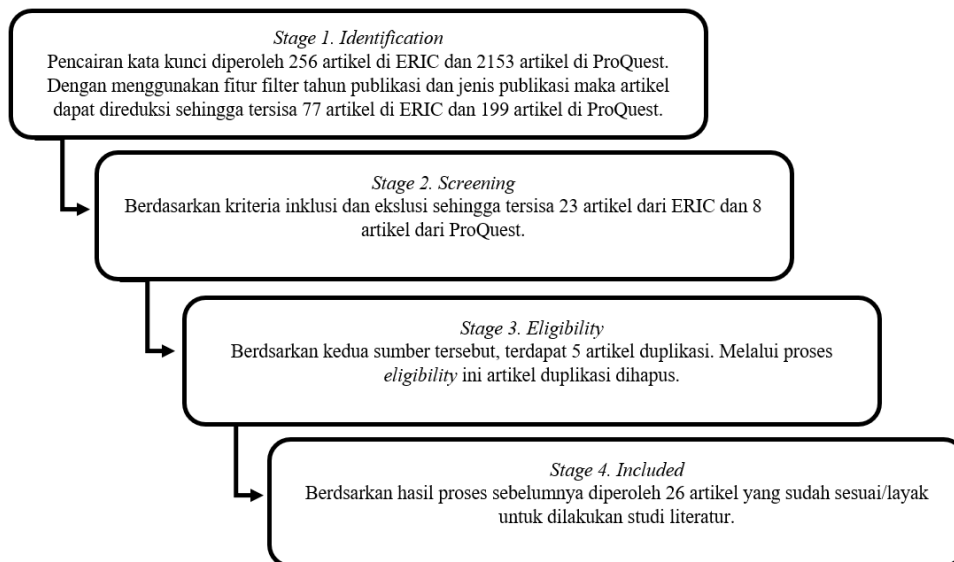 Stage 1. Identification
Pencairan kata kunci diperoleh 256 artikel di ERIC dan 2153 artikel di ProQuest.
Dengan menggunakan fitur filter tahun publikasi dan jenis publikasi maka artikel
dapat direduksi sehingga tersisa 77 artikel di ERIC dan 199 artikel di ProQuest.
Stage 2. Screening
Berdasarkan kriteria inklusi dan ekslusi sehingga tersisa 23 artikel dari ERIC dan 8
artikel dari ProQuest.
Stage 3. Eligibility
Berdsarkan kedua sumber tersebut, terdapat 5 artikel duplikasi. Melalui proses
eligibility ini artikel duplikasi dihapus.
Stage 4. Included
Berdsarkan hasil proses sebelumnya diperoleh 26 artikel yang sudah sesuai/layak
untuk dilakukan studi literatur.